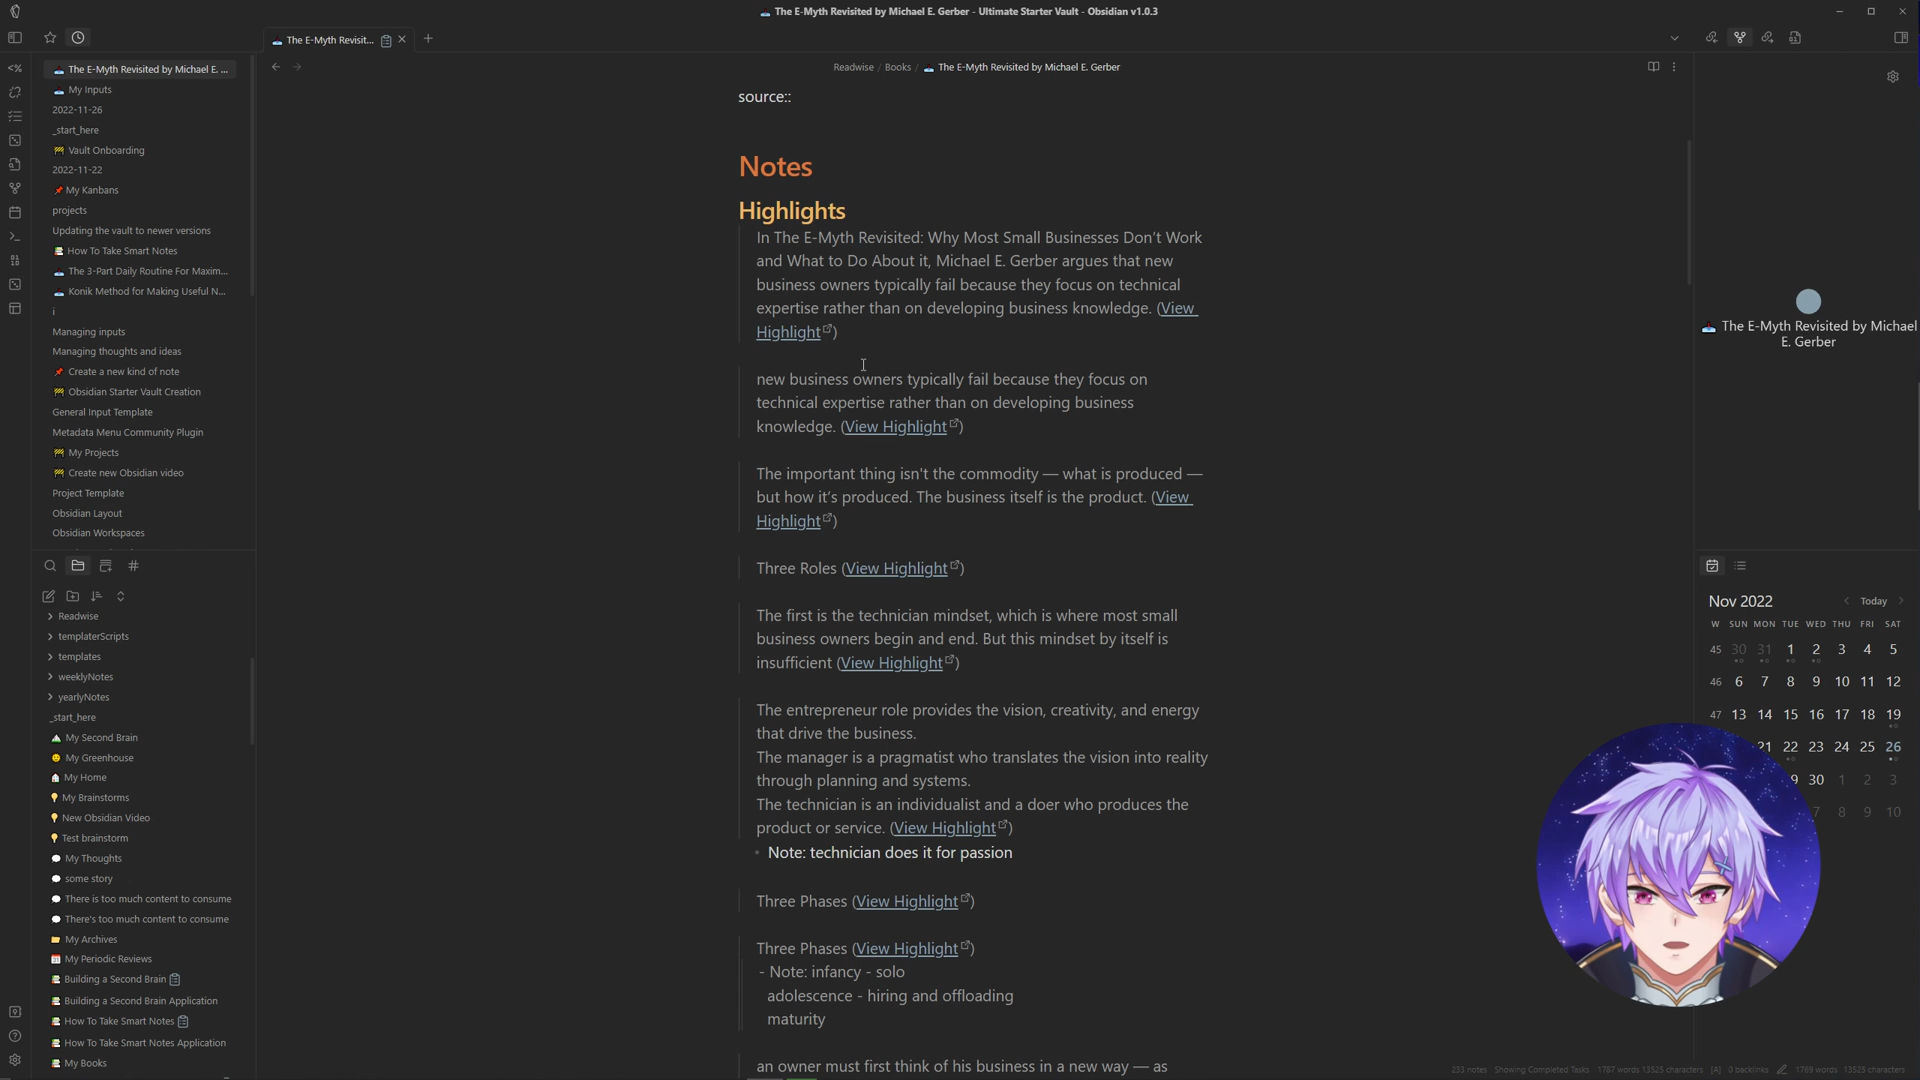 The E-Myth Revisited by Michael E. Gerber - Ultimate Starter Vault - Obsidian v1.0.3
The E-Myth Revisit...
The E-Myth Revisited by Michael E. ...
My Inputs
2022-11-26
_start_here
Vault Onboarding
2022-11-22
My Kanbans
projects
Updating the vault to newer versions
How To Take Smart Notes
The 3-Part Daily Routine For Maxim...
Konik Method for Making Useful N...
i
Managing inputs
Managing thoughts and ideas
Create a new kind of note
Obsidian Starter Vault Creation
General Input Template
Metadata Menu Community Plugin
My Projects
Create new Obsidian video
Project Template
Obsidian Layout
Obsidian Workspaces
Readwise
templaterScripts
templates
weeklyNotes
yearlyNotes
_start_here
My Second Brain
My Greenhouse
My Home
My Brainstorms
New Obsidian Video
Test brainstorm
My Thoughts
some story
There is too much content to consume
There's too much content to consume
My Archives
My Periodic Reviews
Building a Second Brain
Building a Second Brain Application
How To Take Smart Notes
How To Take Smart Notes Application
My Books
Readwise / Books / The E-Myth Revisited by Michael E. Gerber
source::
Notes
Highlights
In The E-Myth Revisited: Why Most Small Businesses Don't Work
and What to Do About it, Michael E. Gerber argues that new
business owners typically fail because they focus on technical
expertise rather than on developing business knowledge. (View
Highlight)
new business owners typically fail because they focus on
technical expertise rather than on developing business
knowledge. (View Highlight)
The important thing isn't the commodity — what is produced —
but how it's produced. The business itself is the product. (View
Highlight)
Three Roles (View Highlight)
The first is the technician mindset, which is where most small
business owners begin and end. But this mindset by itself is
insufficient (View Highlight)
The entrepreneur role provides the vision, creativity, and energy
that drive the business.
The manager is a pragmatist who translates the vision into reality
through planning and systems.
The technician is an individualist and a doer who produces the
product or service. (View Highlight)
• Note: technician does it for passion
Three Phases (View Highlight)
Three Phases (View Highlight)
- Note: infancy - solo
adolescence - hiring and offloading
maturity
an owner must first think of his business in a new way — as
The E-Myth Revisited by Michael
E. Gerber
Nov 2022 Today
W SUN MON TUE WED THU FRI SAT
45 30 31 1 2 3 4 5
46 6 7 8 9 10 11 12
47 13 14 15 16 17 18 19
21 22 23 24 25 26
9 30 1 2 3
7 8 9 10
233 notes Showing Completed Tasks 1787 words 13525 characters [A] 0 backlinks 1769 words 13525 characters